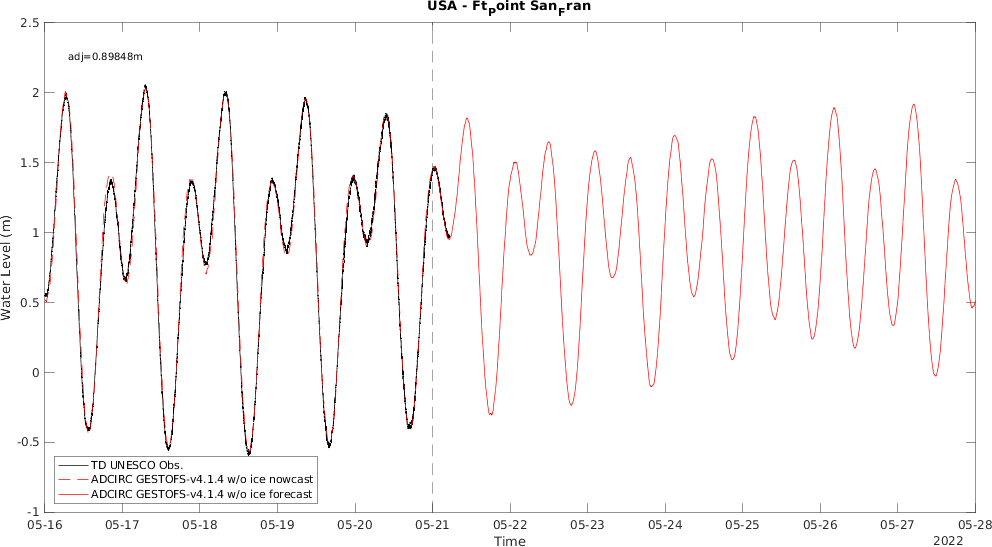 USA - Ft_Point San_Fran
adj=0.89848m
2.5
2
1.5
1
0.5
0
-0.5
-1
Water Level (m)
TD UNESCO Obs.
ADCIRC GESTOFS-v4.1.4 w/o ice nowcast
ADCIRC GESTOFS-v4.1.4 w/o ice forecast
05-16 05-17 05-18 05-19 05-20 05-21 05-22 05-23 05-24 05-25 05-26 05-27 05-28
Time
2022